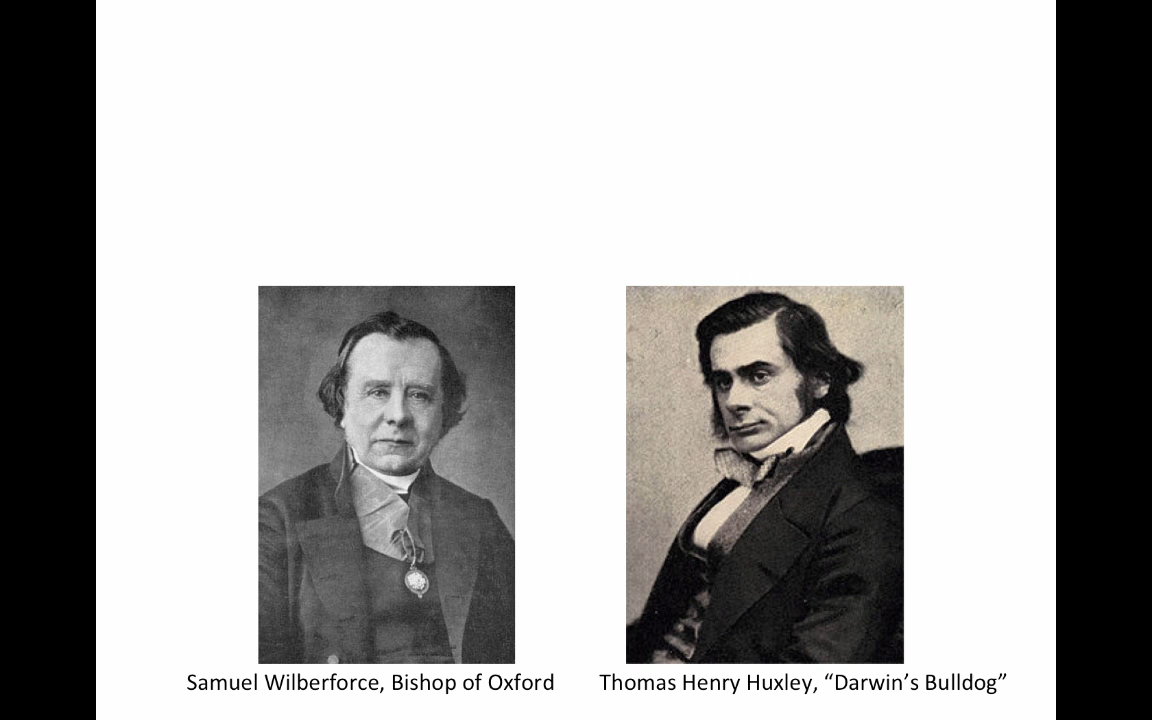 Samuel Wilberforce, Bishop of Oxford
Thomas Henry Huxley, “Darwin’s Bulldog”